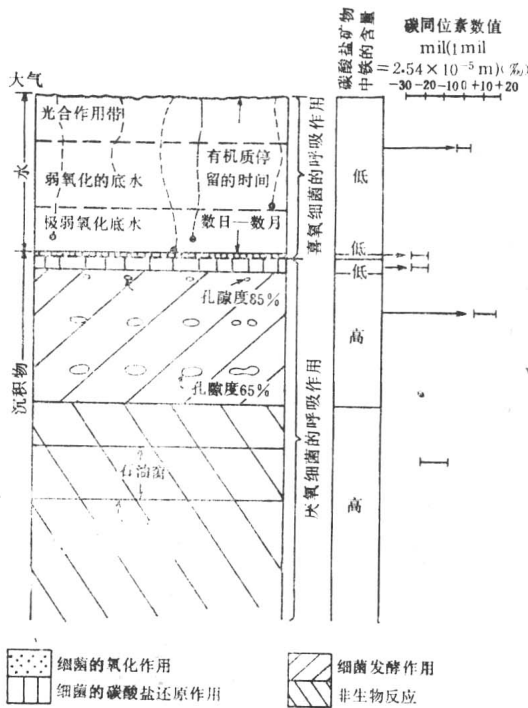 碳酸盐矿物
中铁的含量
碳同位素数值
mil(1mil
=2.54×10⁻⁵m)(‰)
-30 -20 -10 0 +10 +20
大气
水
沉积物
光合作用带
弱氧化的底水
极弱氧化底水
有机质停
留的时间
数日—数月
孔隙度85%
孔隙度65%
石油窗
喜氧细菌的呼吸作用
厌氧细菌的呼吸作用
低
低
低
高
高
细菌的氧化作用
细菌的碳酸盐还原作用
细菌发酵作用
非生物反应